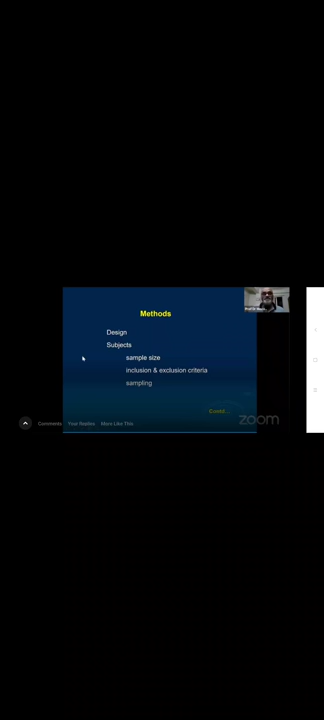 Methods
Design
Subjects
sample size
inclusion & exclusion criteria
sampling
Contd...
zoom
Comments Your Replies More Like This